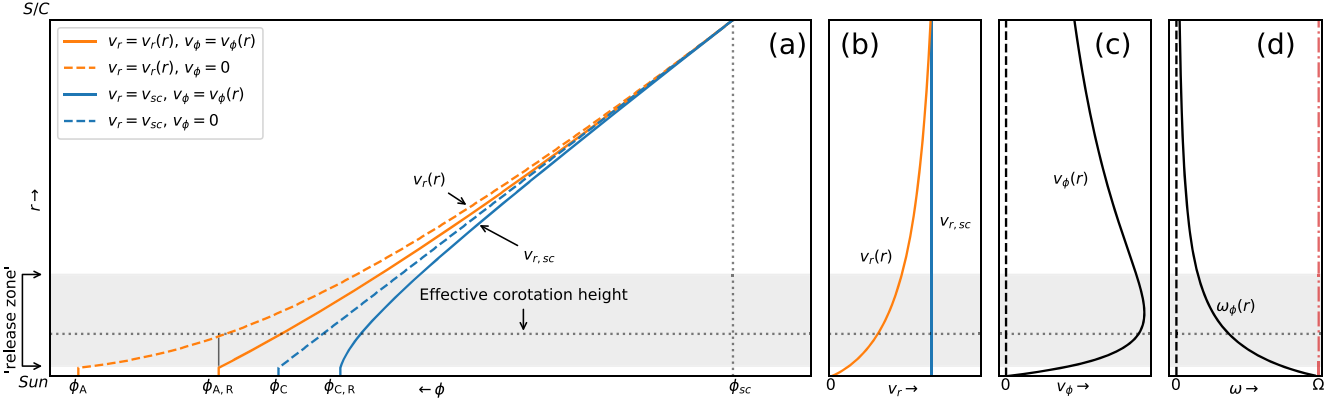 S/C
v_r = v_r(r), v_ϕ = v_ϕ(r)
v_r = v_r(r), v_ϕ = 0
v_r = v_sc, v_ϕ = v_ϕ(r)
v_r = v_sc, v_ϕ = 0
(a)
v_r(r)
v_r,sc
Effective corotation height
r →
'release zone'
Sun
ϕ_A
ϕ_A,R
ϕ_C
ϕ_C,R
← ϕ
ϕ_sc
(b)
v_r(r)
v_r,sc
0
v_r →
(c)
v_ϕ(r)
0
v_ϕ →
(d)
ω_ϕ(r)
0
ω →
Ω